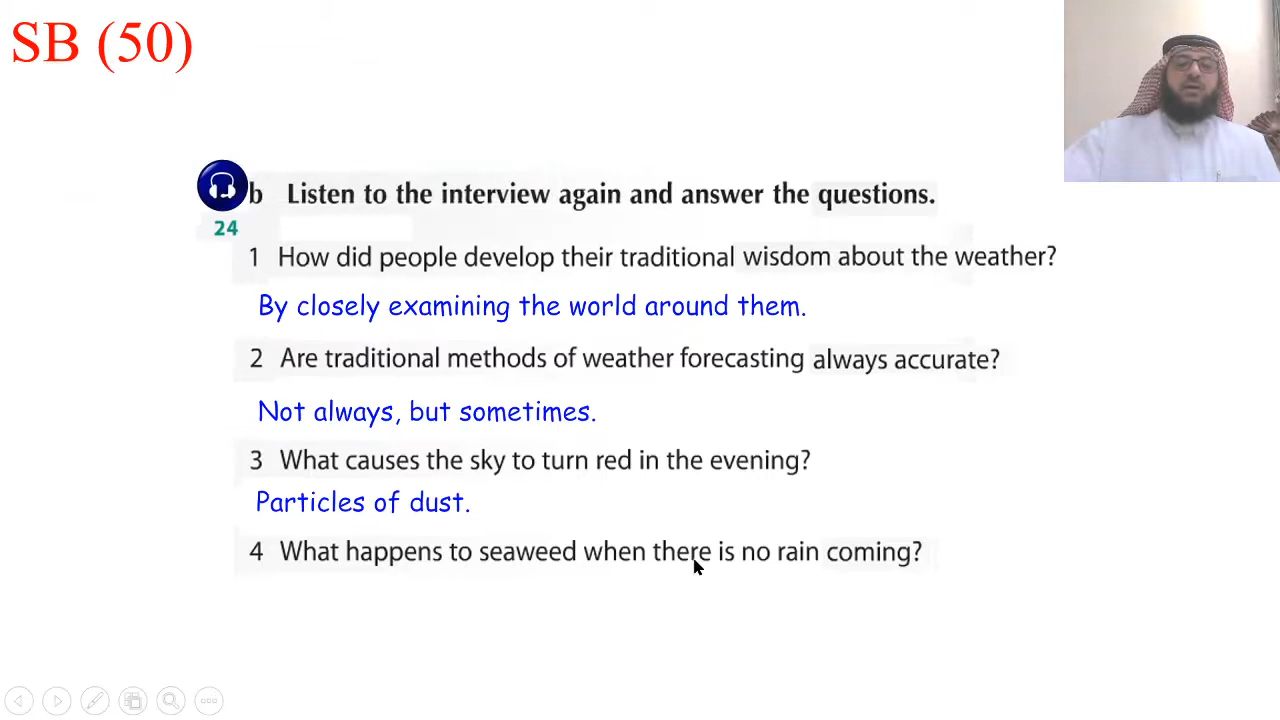 SB (50)
b Listen to the interview again and answer the questions.
24
1 How did people develop their traditional wisdom about the weather?
By closely examining the world around them.
2 Are traditional methods of weather forecasting always accurate?
Not always, but sometimes.
3 What causes the sky to turn red in the evening?
Particles of dust.
4 What happens to seaweed when there is no rain coming?